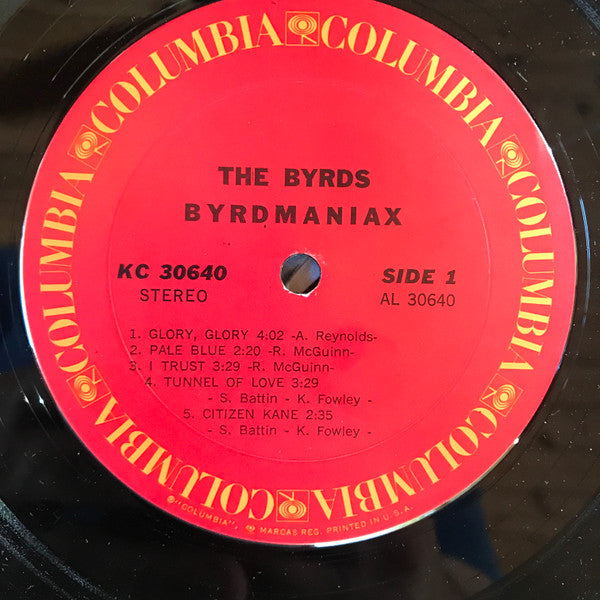 COLUMBIA COLUMBIA COLUMBIA COLUMBIA COLUMBIA COLUMBIA
THE BYRDS
BYRDMANIAX
KC 30640
STEREO
SIDE 1
AL 30640
1. GLORY, GLORY 4:02 -A. Reynolds-
2. PALE BLUE 2:20 -R. McGuinn-
3. I TRUST 3:29 -R. McGuinn-
4. TUNNEL OF LOVE 3:29
- S. Battin - K. Fowley -
5. CITIZEN KANE 2:35
- S. Battin - K. Fowley -
℗"COLUMBIA", ® MARCAS REG. PRINTED IN U.S.A.